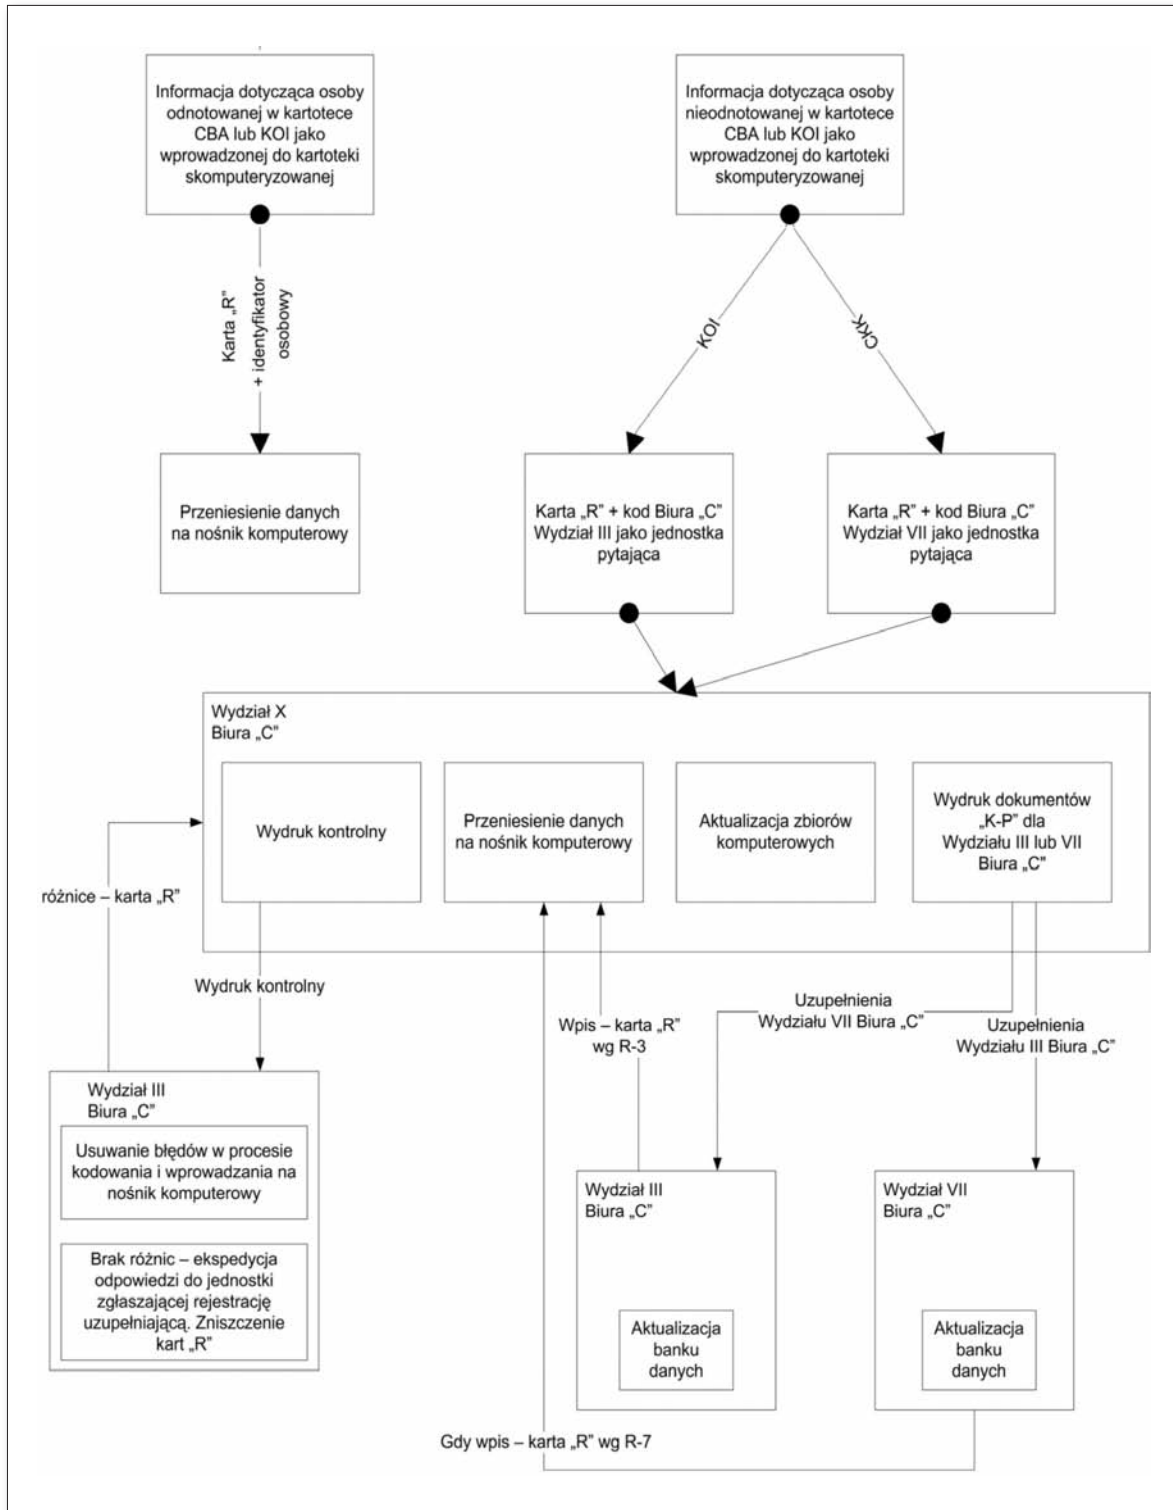 Informacja dotycząca osoby
odnotowanej w kartotece
CBA lub KOI jako
wprowadzonej do kartoteki
skomputeryzowanej
Informacja dotycząca osoby
nieodnotowanej w kartotece
CBA lub KOI jako
wprowadzonej do kartoteki
skomputeryzowanej
Karta „R”
+ identyfikator
osobowy
KOI
CKK
Przeniesienie danych
na nośnik komputerowy
Karta „R” + kod Biura „C”
Wydział III jako jednostka
pytająca
Karta „R” + kod Biura „C”
Wydział VII jako jednostka
pytająca
Wydział X
Biura „C”
Wydruk kontrolny
Przeniesienie danych
na nośnik komputerowy
Aktualizacja zbiorów
komputerowych
Wydruk dokumentów
„K-P” dla
Wydziału III lub VII
Biura „C”
różnice – karta „R”
Wydruk kontrolny
Wpis – karta „R”
wg R-3
Uzupełnienia
Wydziału VII Biura „C”
Uzupełnienia
Wydziału III Biura „C”
Wydział III
Biura „C”
Usuwanie błędów w procesie
kodowania i wprowadzania na
nośnik komputerowy
Brak różnic – ekspedycja
odpowiedzi do jednostki
zgłaszającej rejestrację
uzupełniającą. Zniszczenie
kart „R”
Wydział III
Biura „C”
Aktualizacja
banku
danych
Wydział VII
Biura „C”
Aktualizacja
banku
danych
Gdy wpis – karta „R” wg R-7